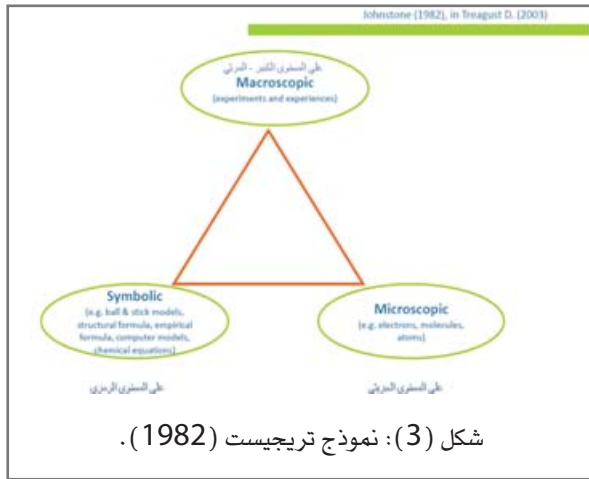 Johnstone (1982), in Treagust D. (2003)
على المستوى الكبير - المرئي
Macroscopic
(experiments and experiences)
Symbolic
(e.g. ball & stick models,
structural formula, empirical
formula, computer models,
chemical equations)
Microscopic
(e.g. electrons, molecules,
atoms)
على المستوى الرمزي
على المستوى
شكل (3): نموذج تريجيست (1982).